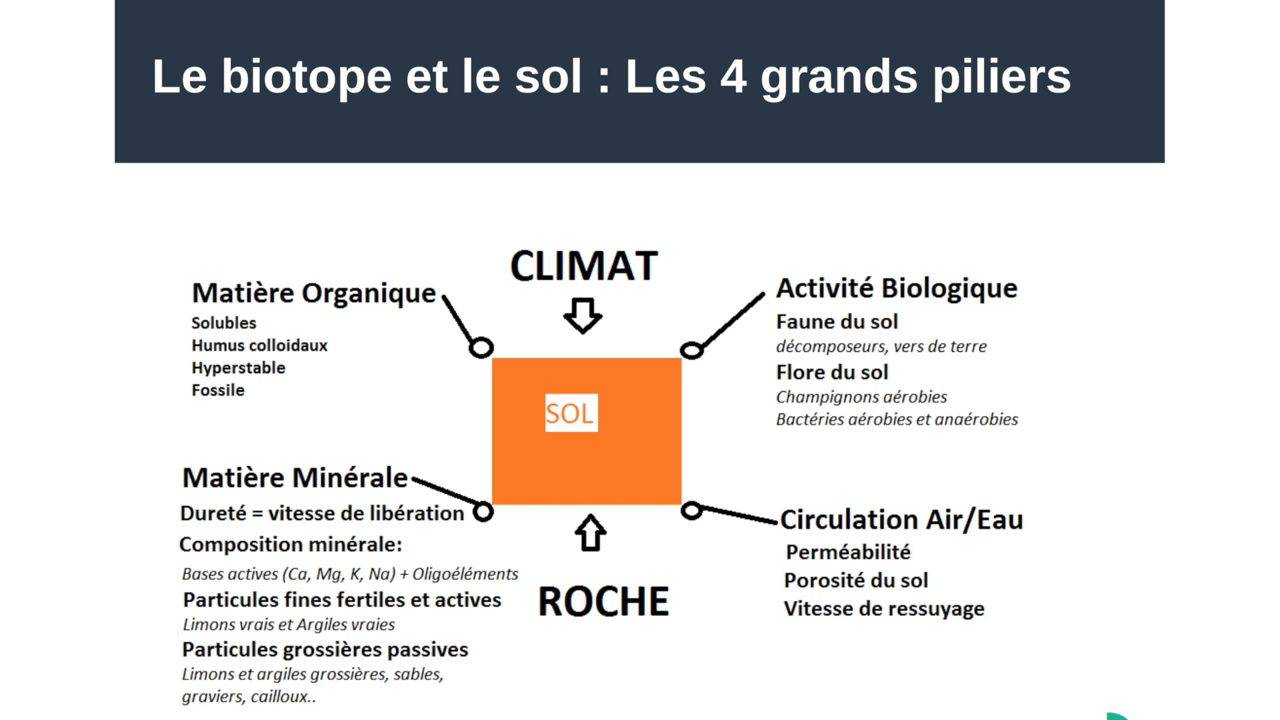 Le biotope et le sol : Les 4 grands piliers
CLIMAT
Matière Organique
Solubles
Humus colloidaux
Hyperstable
Fossile
Activité Biologique
Faune du sol
décomposeurs, vers de terre
Flore du sol
Champignons aérobies
Bactéries aérobies et anaérobies
SOL
Matière Minérale
Dureté = vitesse de libération
Composition minérale:
Bases actives (Ca, Mg, K, Na) + Oligoéléments
Particules fines fertiles et actives
Limons vrais et Argiles vraies
Particules grossières passives
Limons et argiles grossières, sables,
graviers, cailloux..
ROCHE
Circulation Air/Eau
Perméabilité
Porosité du sol
Vitesse de ressuyage